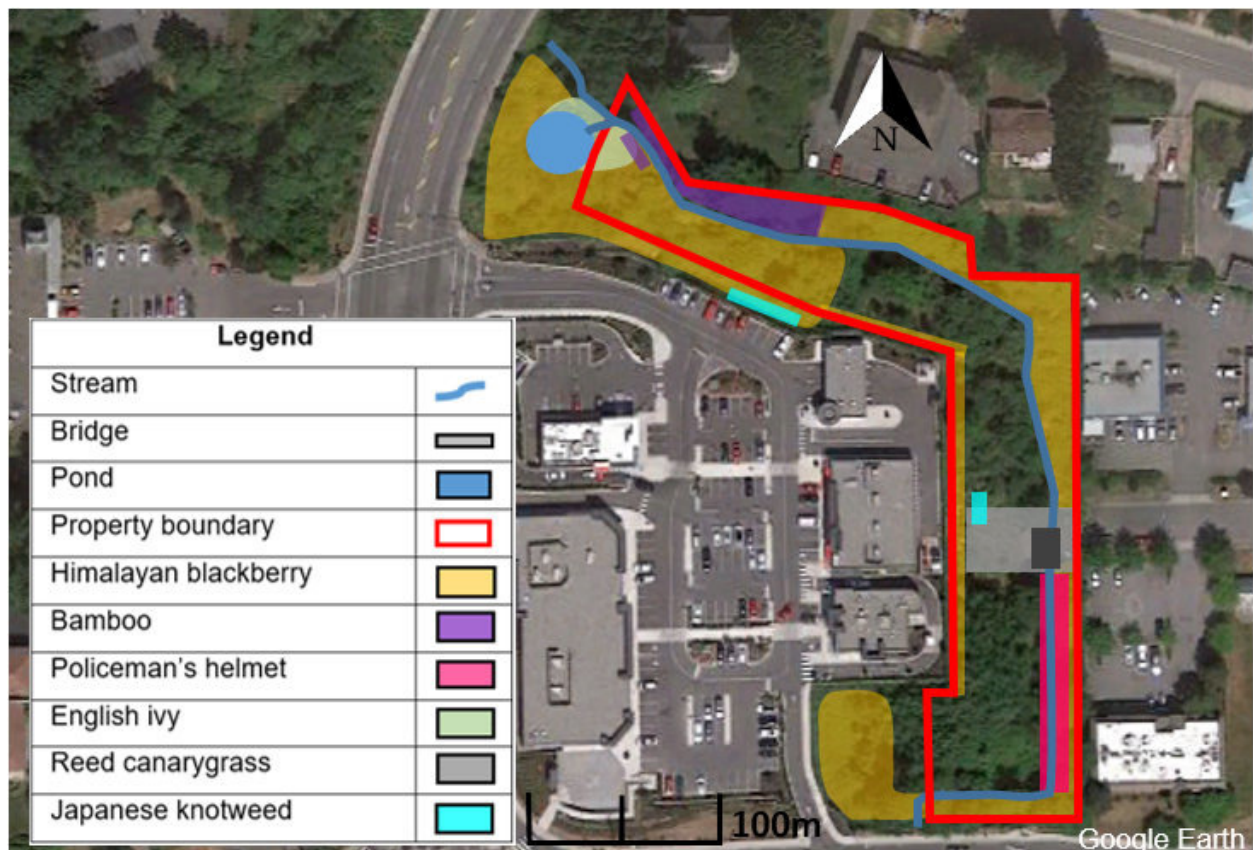 N
Legend
Stream
Bridge
Pond
Property boundary
Himalayan blackberry
Bamboo
Policeman's helmet
English ivy
Reed canarygrass
Japanese knotweed
100m
Google Earth